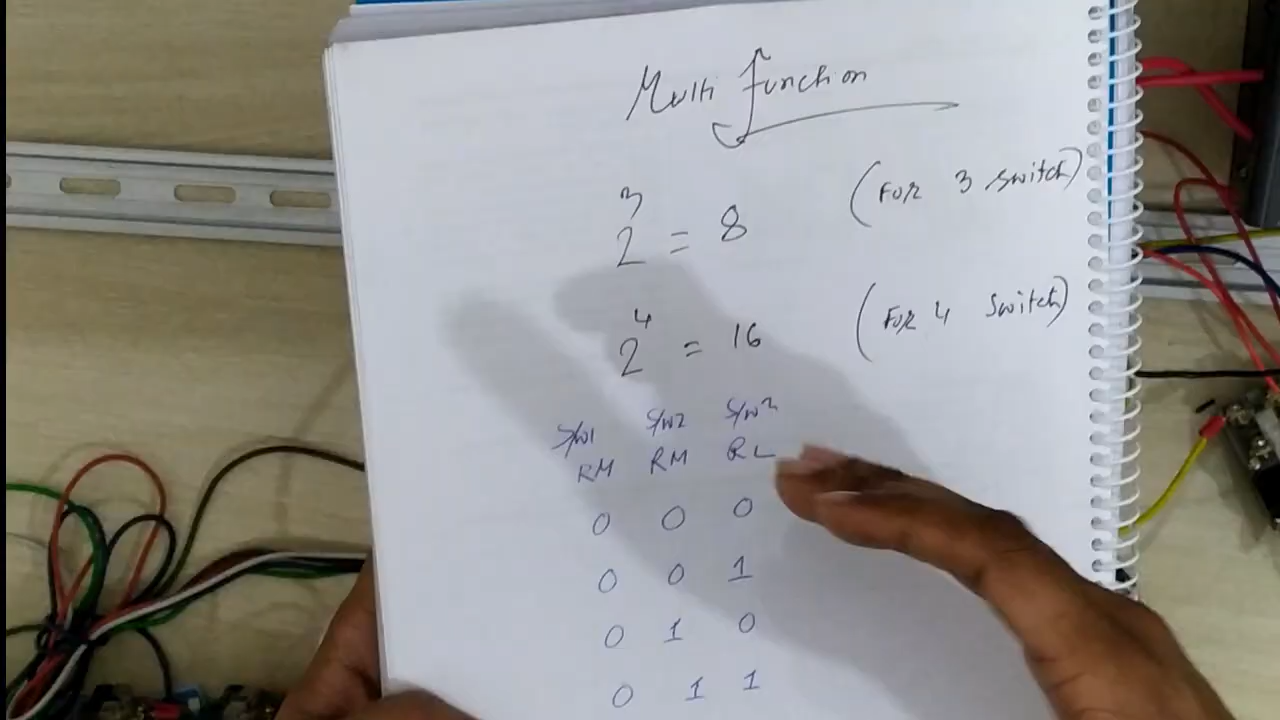 Multi function
2³ = 8 (FOR 3 switch)
2⁴ = 16 (FOR 4 switch)
S/W1 S/W2 S/W3
RM RM RL
0 0 0
0 0 1
0 1 0
0 1 1